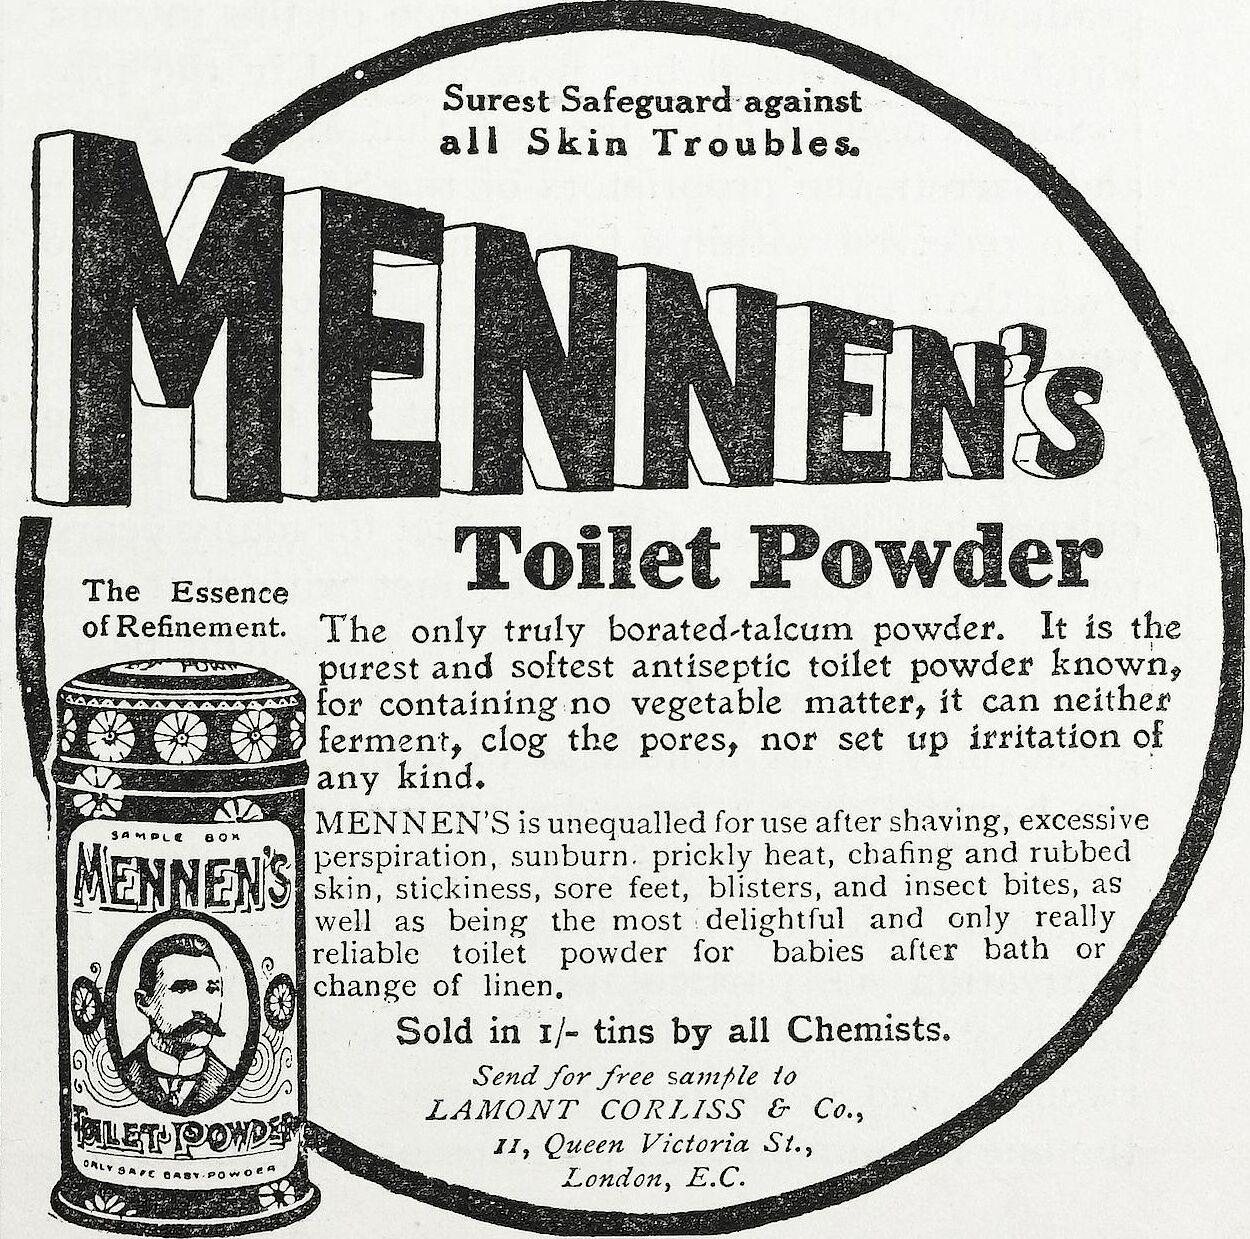 Surest Safeguard against
all Skin Troubles.
MENNEN'S
Toilet Powder
The Essence
of Refinement.
The only truly borated-talcum powder. It is the
purest and softest antiseptic toilet powder known,
for containing no vegetable matter, it can neither
ferment, clog the pores, nor set up irritation of
any kind.
MENNEN'S is unequalled for use after shaving, excessive
perspiration, sunburn, prickly heat, chafing and rubbed
skin, stickiness, sore feet, blisters, and insect bites, as
well as being the most delightful and only really
reliable toilet powder for babies after bath or
change of linen.
Sold in 1/- tins by all Chemists.
Send for free sample to
LAMONT CORLISS & Co.,
11, Queen Victoria St.,
London, E.C.
SAMPLE BOX
MENNEN'S
TOILET POWDER
ONLY SAFE BABY POWDER